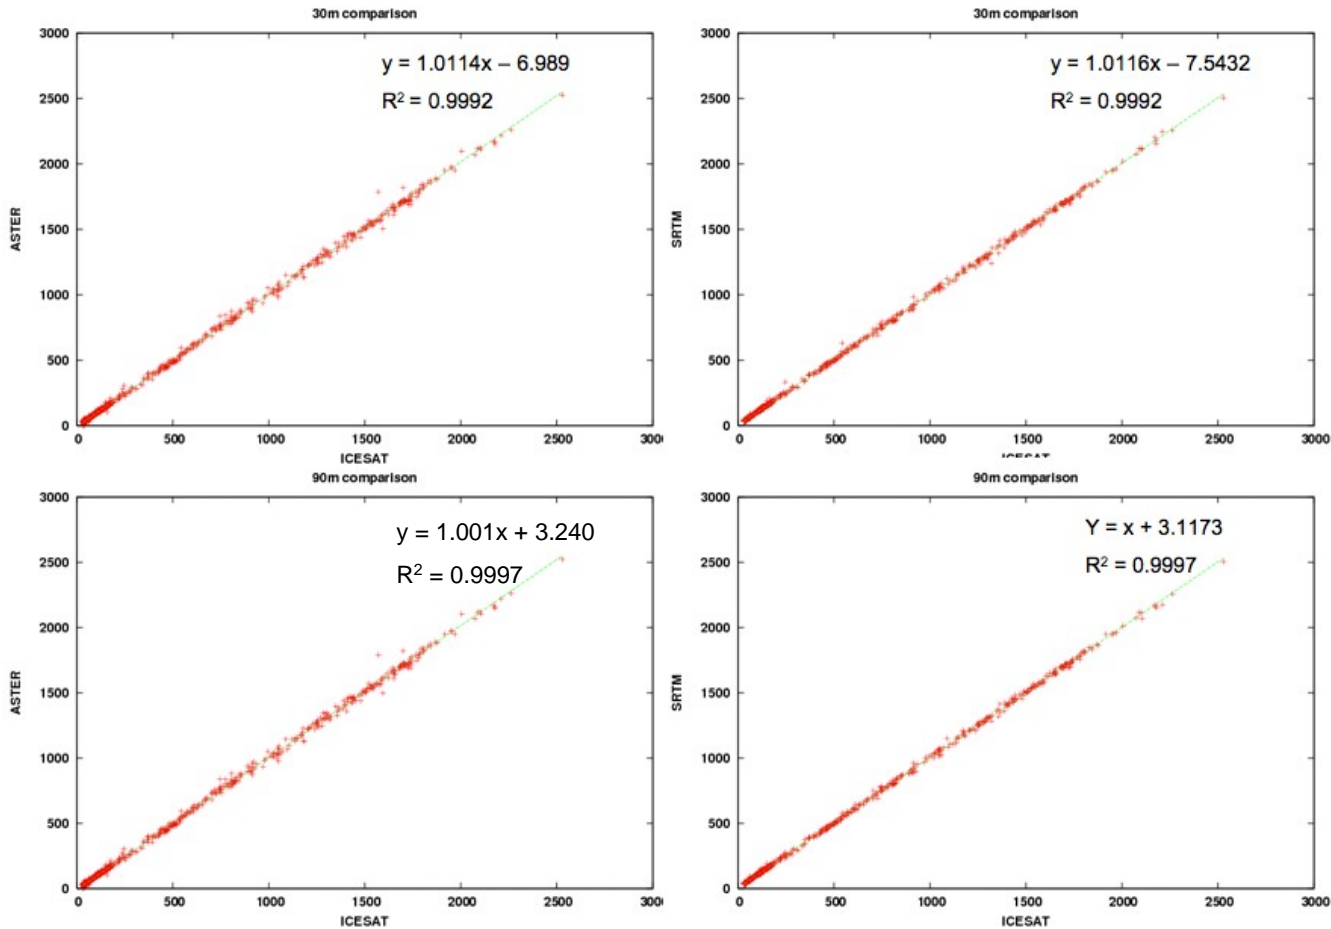 30m comparison
3000
2500
2000
1500
1000
500
0
ASTER
y = 1.0114x – 6.989
R² = 0.9992
0 500 1000 1500 2000 2500 300
ICESAT
30m comparison
3000
2500
2000
1500
1000
500
0
SRTM
y = 1.0116x – 7.5432
R² = 0.9992
0 500 1000 1500 2000 2500 3000
ICESAT
90m comparison
3000
2500
2000
1500
1000
500
0
ASTER
y = 1.001x + 3.240
R² = 0.9997
0 500 1000 1500 2000 2500 300
ICESAT
90m comparison
3000
2500
2000
1500
1000
500
0
SRTM
Y = x + 3.1173
R² = 0.9997
0 500 1000 1500 2000 2500 3000
ICESAT